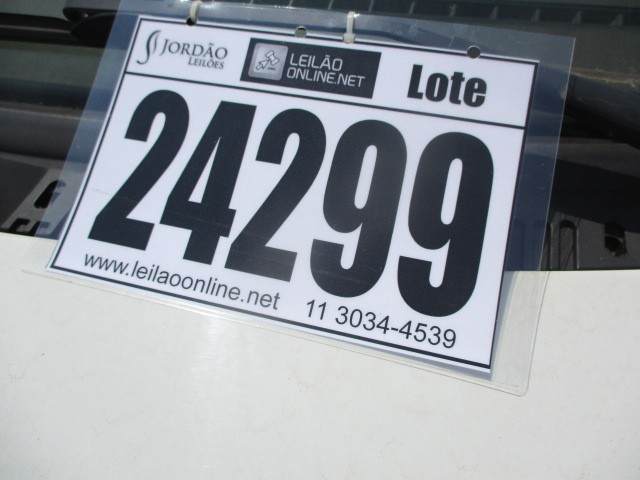 JORDÃO
LEILÕES
LEILÃO
ONLINE.NET
Lote
24299
www.leilaoonline.net
11 3034-4539